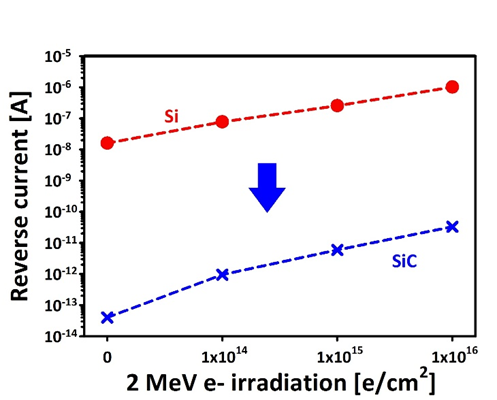 10⁻⁵
10⁻⁶
10⁻⁷
10⁻⁸
10⁻⁹
10⁻¹⁰
10⁻¹¹
10⁻¹²
10⁻¹³
10⁻¹⁴
Reverse current [A]
Si
SiC
0
1x10¹⁴
1x10¹⁵
1x10¹⁶
2 MeV e- irradiation [e/cm²]